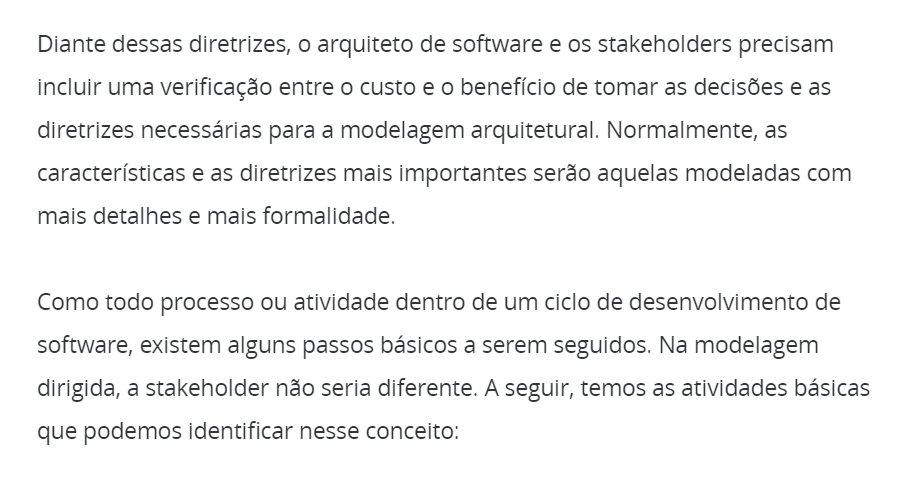 Diante dessas diretrizes, o arquiteto de software e os stakeholders precisam
incluir uma verificação entre o custo e o benefício de tomar as decisões e as
diretrizes necessárias para a modelagem arquitetural. Normalmente, as
características e as diretrizes mais importantes serão aquelas modeladas com
mais detalhes e mais formalidade.
Como todo processo ou atividade dentro de um ciclo de desenvolvimento de
software, existem alguns passos básicos a serem seguidos. Na modelagem
dirigida, a stakeholder não seria diferente. A seguir, temos as atividades básicas
que podemos identificar nesse conceito: